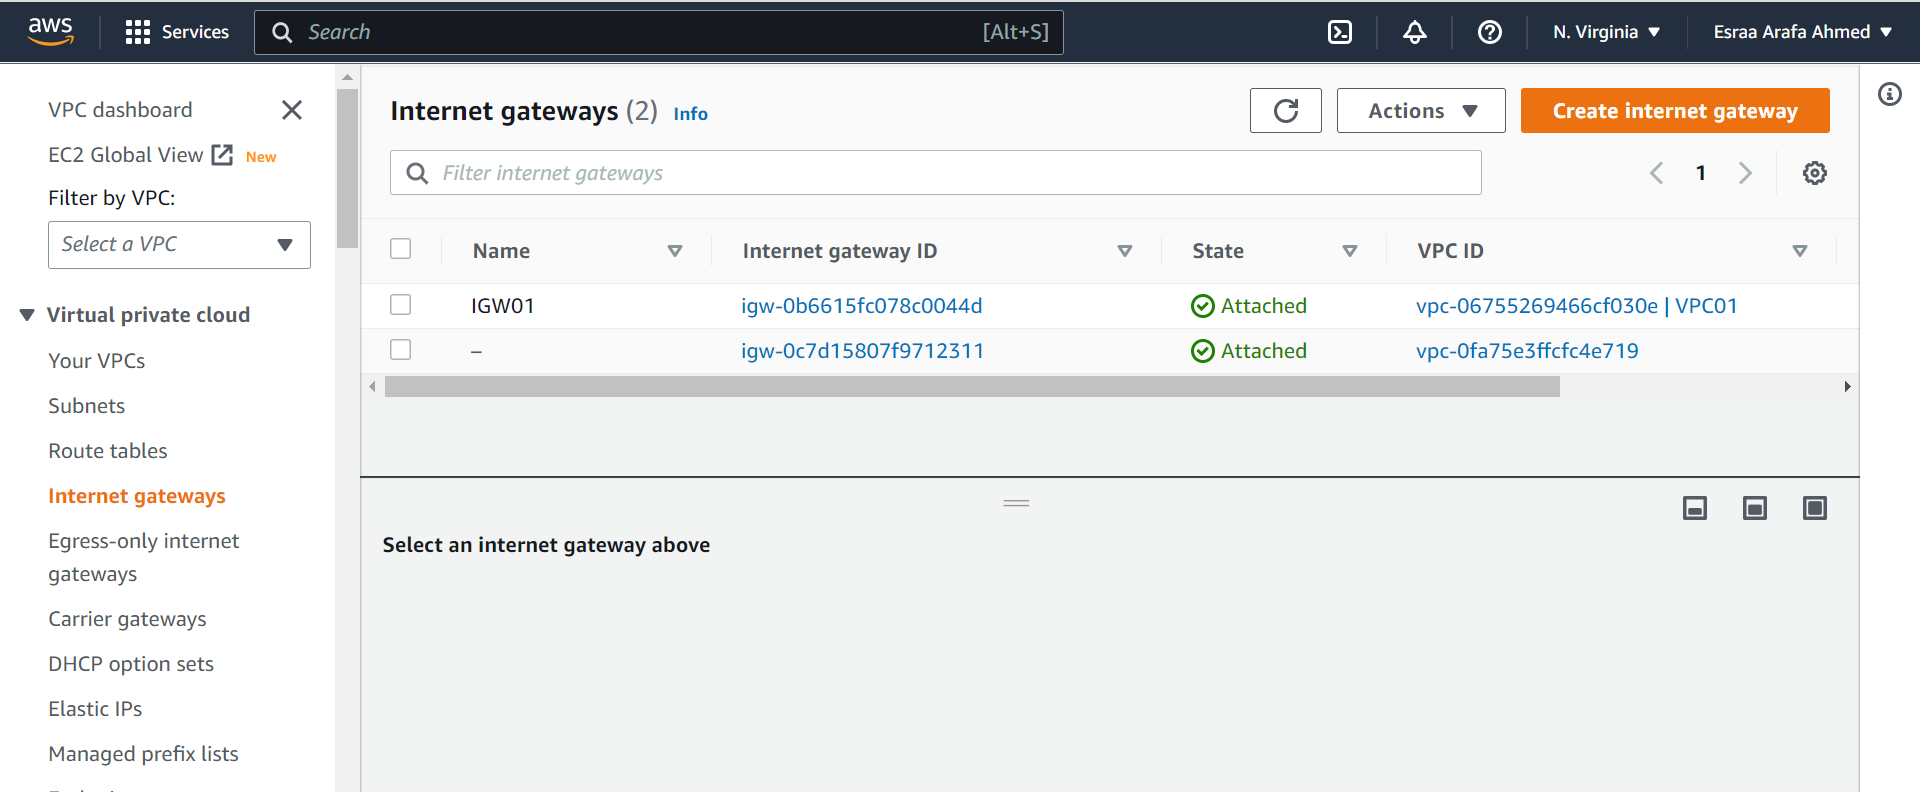 aws Services Search [Alt+S] N. Virginia Esraa Arafa Ahmed
VPC dashboard
EC2 Global View New
Filter by VPC:
Select a VPC
Virtual private cloud
Your VPCs
Subnets
Route tables
Internet gateways
Egress-only internet
gateways
Carrier gateways
DHCP option sets
Elastic IPs
Managed prefix lists
Internet gateways (2) Info
Actions
Create internet gateway
Filter internet gateways
1
Name Internet gateway ID State VPC ID
IGW01 igw-0b6615fc078c0044d Attached vpc-06755269466cf030e | VPC01
– igw-0c7d15807f9712311 Attached vpc-0fa75e3ffcfc4e719
Select an internet gateway above